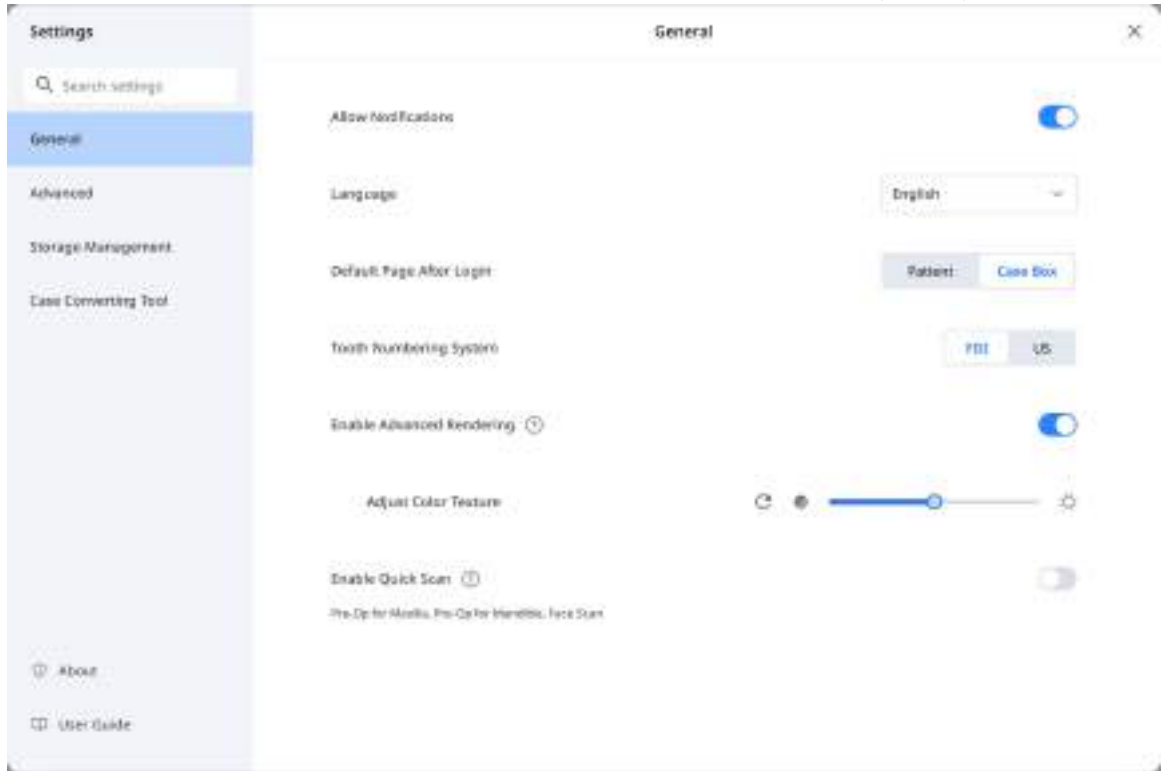 Settings
General
Search settings
General
Advanced
Storage Management
Case Converting Tool
About
User Guide
Allow Notifications
Language
English
Default Page After Login
Patient Case Box
Tooth Numbering System
FDI US
Enable Advanced Rendering
Adjust Color Texture
Enable Quick Scan
Pre-Op for Maxilla, Pre-Op for Mandible, Face Scan